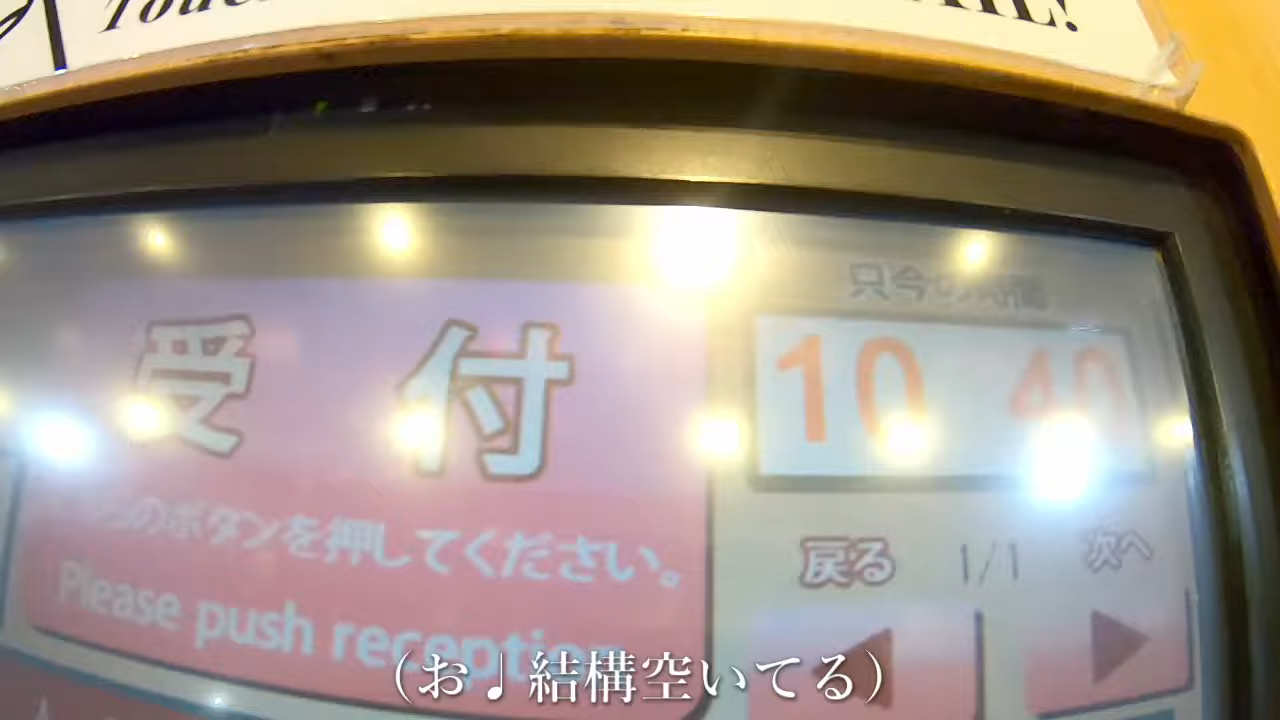 受付
只今の時間
10 40
のボタンを押してください。
Please push reception
戻る 1/1 次へ
(お♩結構空いてる)